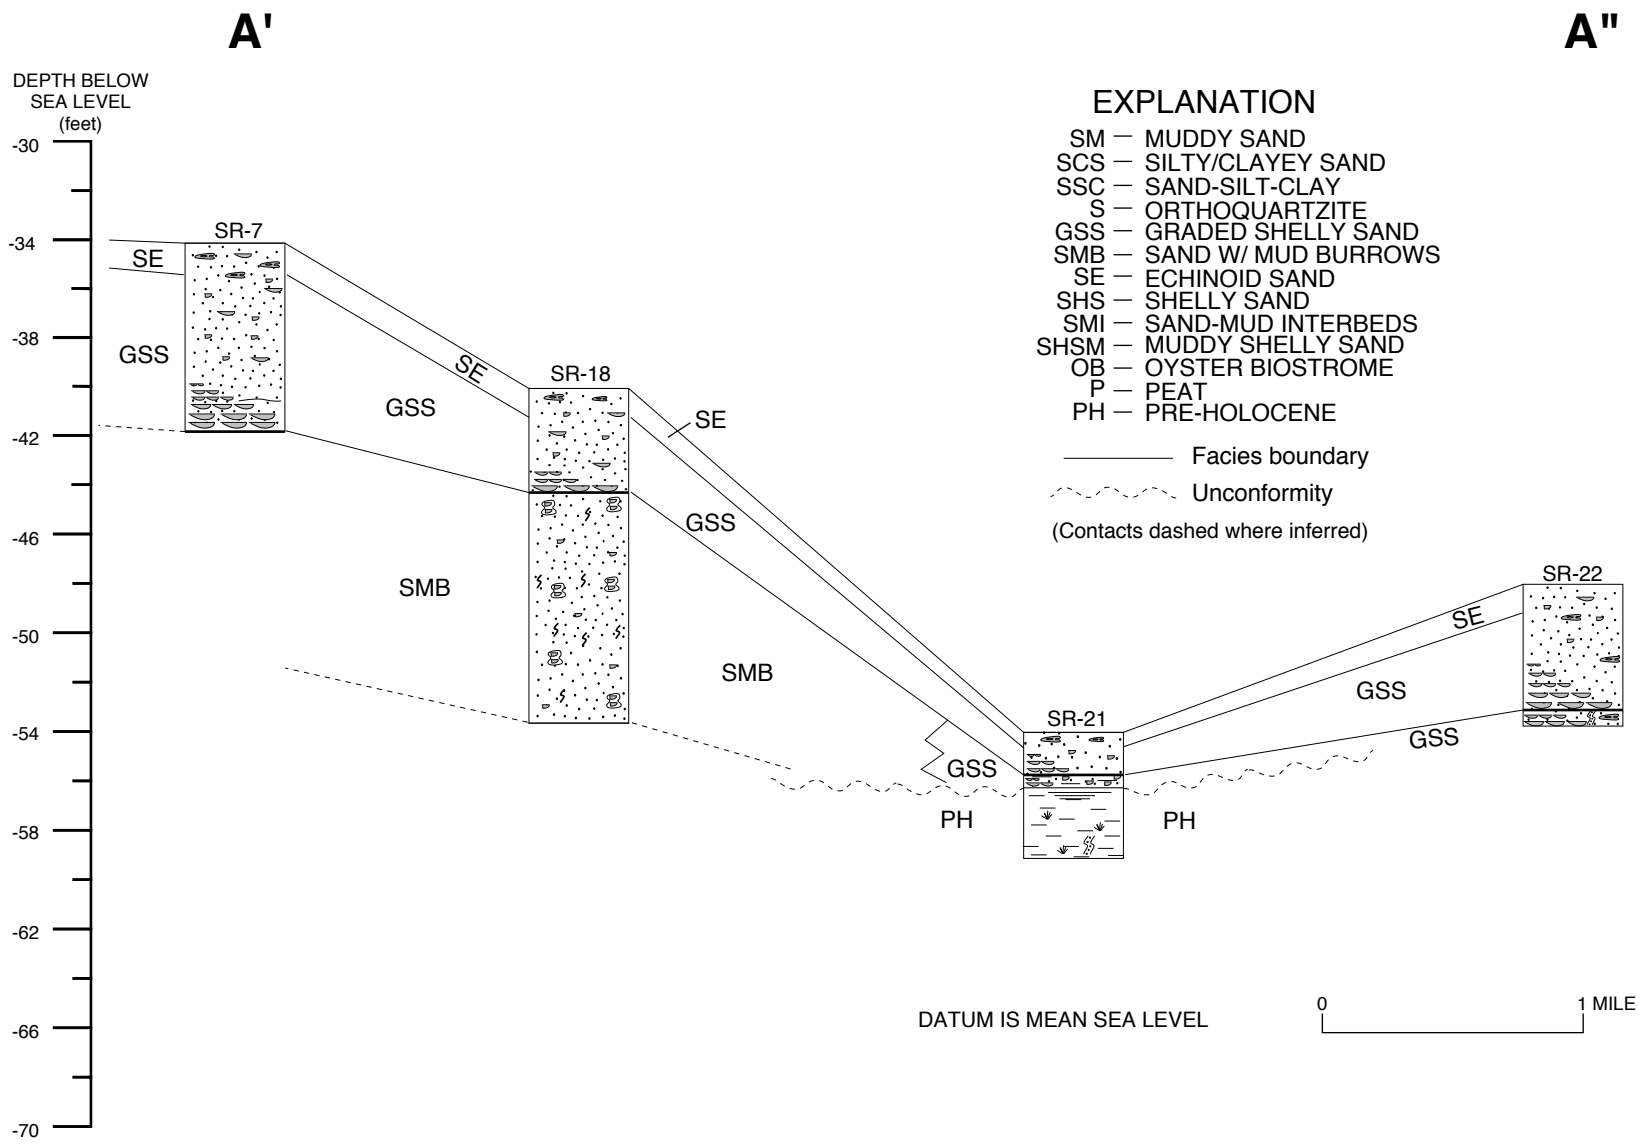 A'
A"
DEPTH BELOW
SEA LEVEL
(feet)
-30
-34
-38
-42
-46
-50
-54
-58
-62
-66
-70
EXPLANATION
SM — MUDDY SAND
SCS — SILTY/CLAYEY SAND
SSC — SAND-SILT-CLAY
S — ORTHOQUARTZITE
GSS — GRADED SHELLY SAND
SMB — SAND W/ MUD BURROWS
SE — ECHINOID SAND
SHS — SHELLY SAND
SMI — SAND-MUD INTERBEDS
SHSM — MUDDY SHELLY SAND
OB — OYSTER BIOSTROME
P — PEAT
PH — PRE-HOLOCENE
Facies boundary
Unconformity
(Contacts dashed where inferred)
SR-7
SE
GSS
SE
GSS
SMB
SR-18
SE
GSS
SMB
GSS
PH
SR-21
PH
SE
GSS
GSS
SR-22
DATUM IS MEAN SEA LEVEL
0 1 MILE